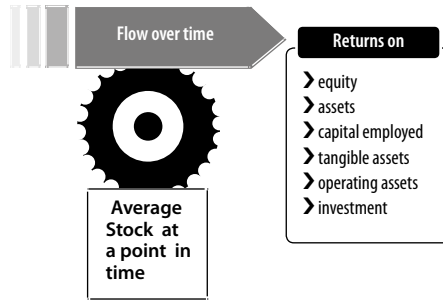 Flow over time
Average
Stock at
a point in
time
Returns on
❯ equity
❯ assets
❯ capital employed
❯ tangible assets
❯ operating assets
❯ investment